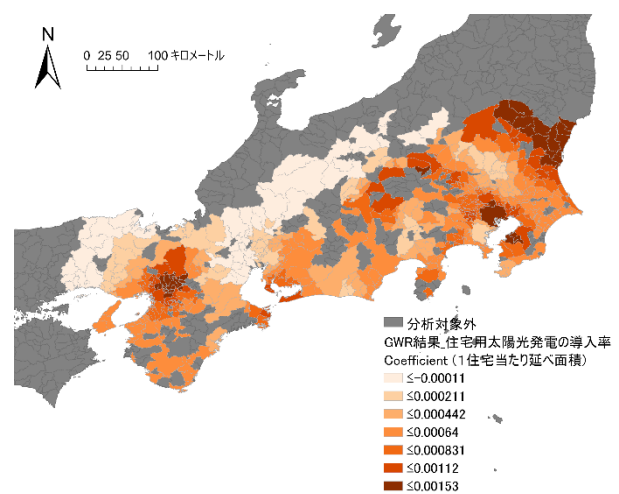 N
0 25 50 100 キロメートル
分析対象外
GWR結果_住宅用太陽光発電の導入率
Coefficient (1住宅当たり延べ面積)
≤-0.00011
≤0.000211
≤0.000442
≤0.00064
≤0.000831
≤0.00112
≤0.00153